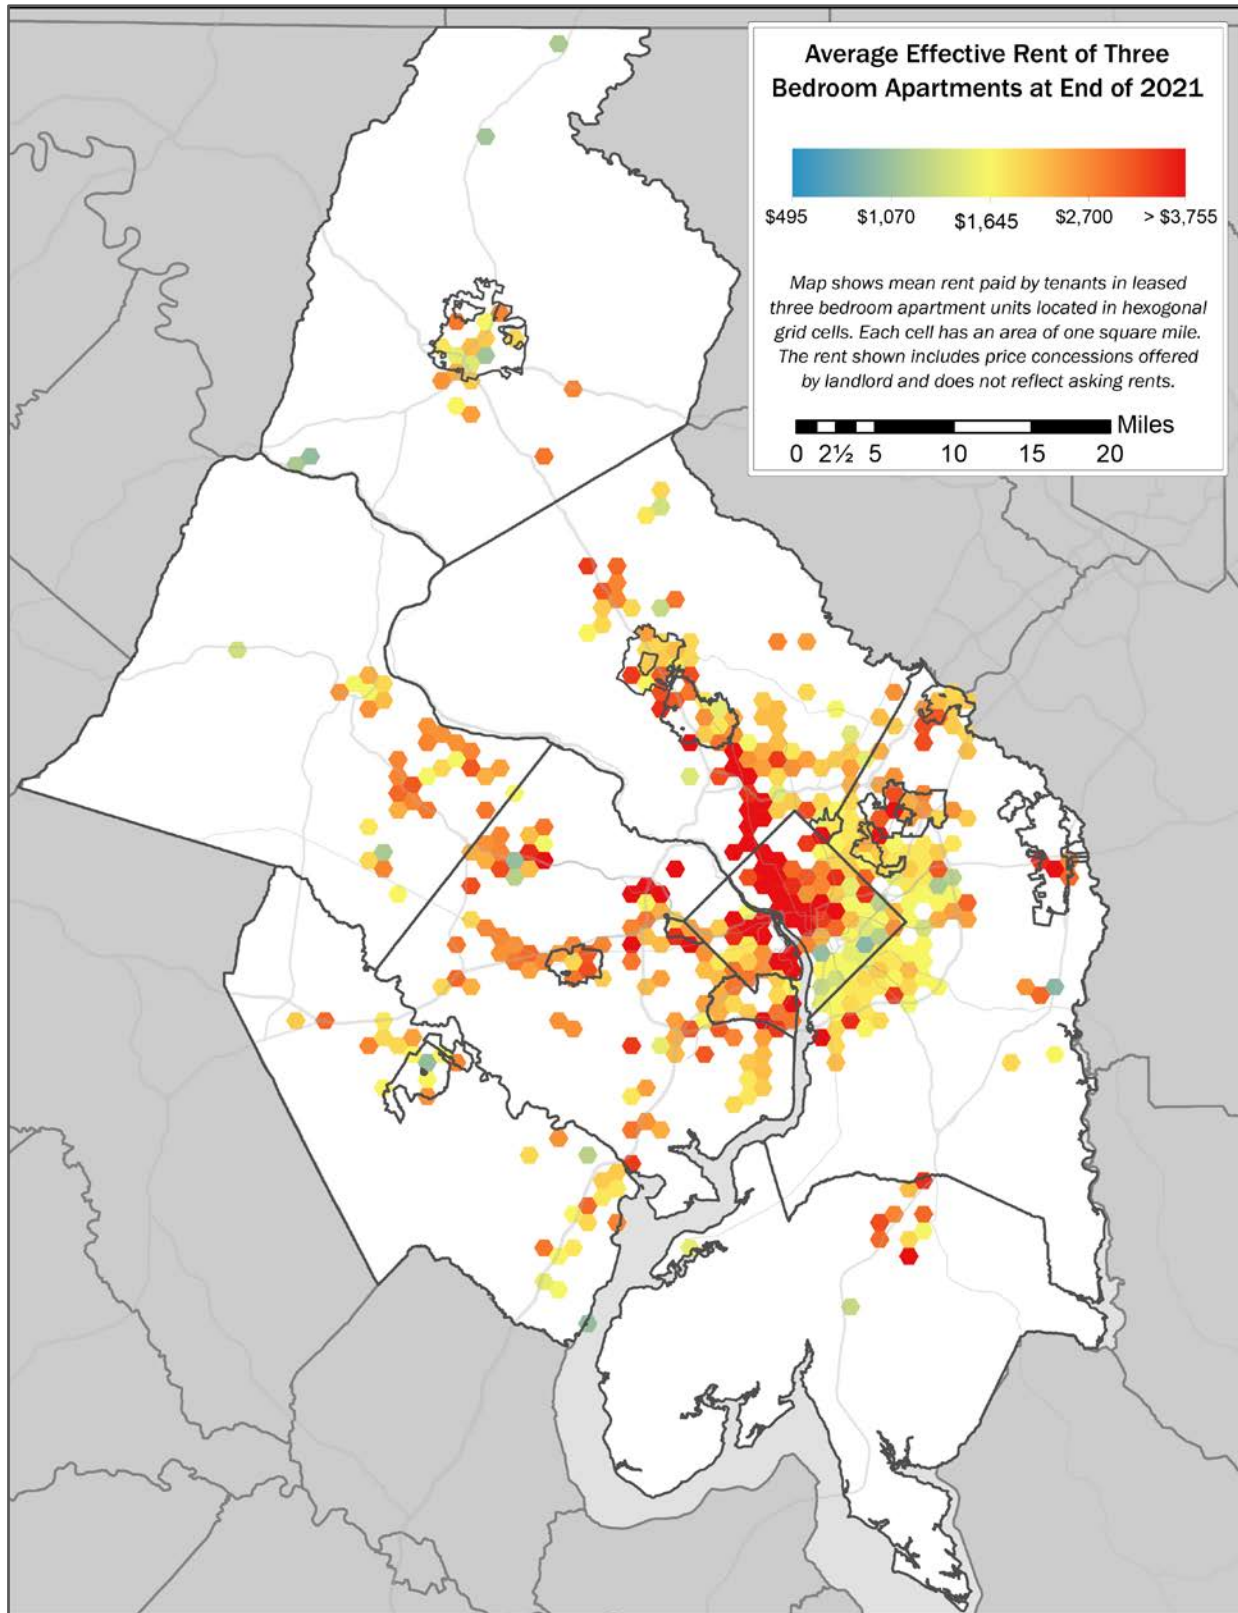 Average Effective Rent of Three
Bedroom Apartments at End of 2021
$495 $1,070 $1,645 $2,700 > $3,755
Map shows mean rent paid by tenants in leased
three bedroom apartment units located in hexogonal
grid cells. Each cell has an area of one square mile.
The rent shown includes price concessions offered
by landlord and does not reflect asking rents.
Miles
0 2½ 5 10 15 20